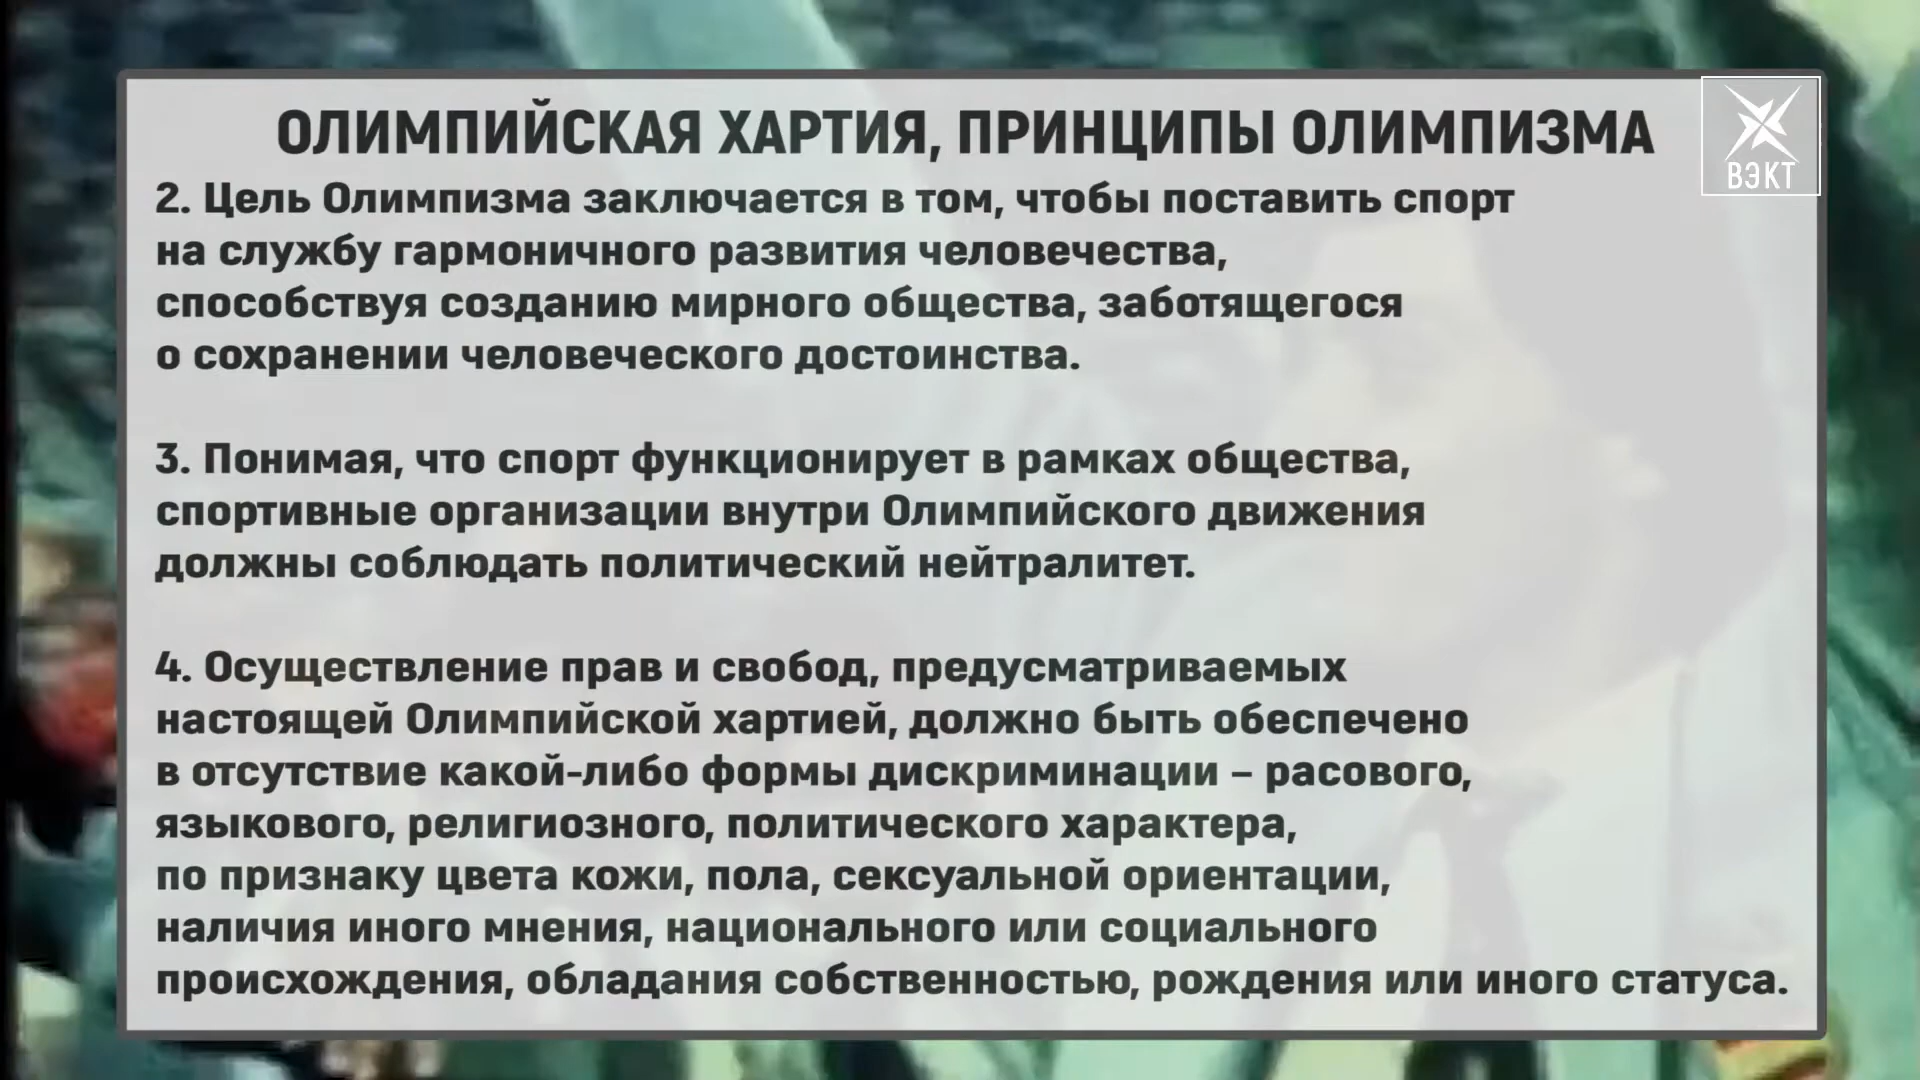 ОЛИМПИЙСКАЯ ХАРТИЯ, ПРИНЦИПЫ ОЛИМПИЗМА
ВЭКТ
2. Цель Олимпизма заключается в том, чтобы поставить спорт
на службу гармоничного развития человечества,
способствуя созданию мирного общества, заботящегося
о сохранении человеческого достоинства.
3. Понимая, что спорт функционирует в рамках общества,
спортивные организации внутри Олимпийского движения
должны соблюдать политический нейтралитет.
4. Осуществление прав и свобод, предусматриваемых
настоящей Олимпийской хартией, должно быть обеспечено
в отсутствие какой-либо формы дискриминации – расового,
языкового, религиозного, политического характера,
по признаку цвета кожи, пола, сексуальной ориентации,
наличия иного мнения, национального или социального
происхождения, обладания собственностью, рождения или иного статуса.